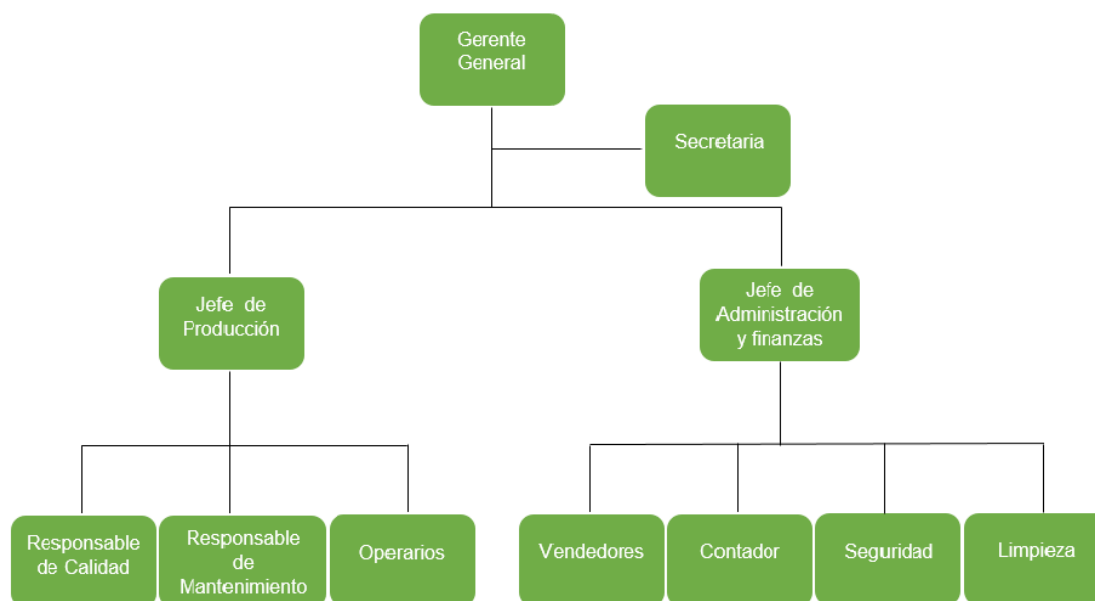 Gerente
General
Secretaria
Jefe de
Producción
Jefe de
Administración
y finanzas
Responsable
de Calidad
Responsable
de
Mantenimiento
Operarios
Vendedores
Contador
Seguridad
Limpieza